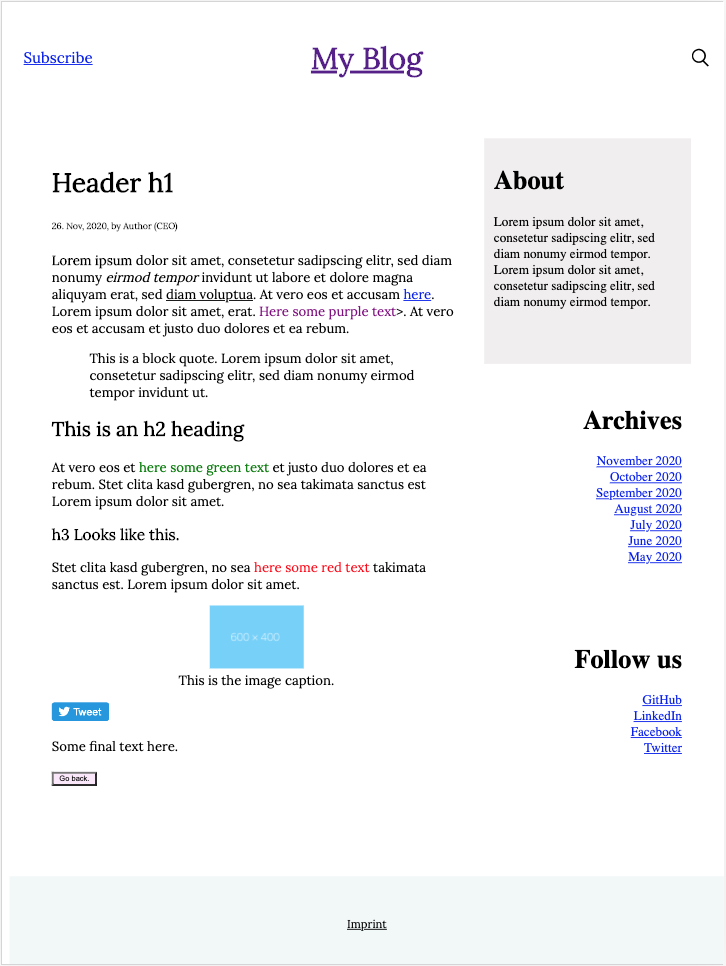 Subscribe
My Blog
Header h1
26. Nov, 2020, by Author (CEO)
Lorem ipsum dolor sit amet, consetetur sadipscing elitr, sed diam
nonumy eirmod tempor invidunt ut labore et dolore magna
aliquyam erat, sed diam voluptua. At vero eos et accusam here.
Lorem ipsum dolor sit amet, erat. Here some purple text>. At vero
eos et accusam et justo duo dolores et ea rebum.
This is a block quote. Lorem ipsum dolor sit amet,
consetetur sadipscing elitr, sed diam nonumy eirmod
tempor invidunt ut.
This is an h2 heading
At vero eos et here some green text et justo duo dolores et ea
rebum. Stet clita kasd gubergren, no sea takimata sanctus est
Lorem ipsum dolor sit amet.
h3 Looks like this.
Stet clita kasd gubergren, no sea here some red text takimata
sanctus est. Lorem ipsum dolor sit amet.
600 × 400
This is the image caption.
Tweet
Some final text here.
Go back.
About
Lorem ipsum dolor sit amet,
consetetur sadipscing elitr, sed
diam nonumy eirmod tempor.
Lorem ipsum dolor sit amet,
consetetur sadipscing elitr, sed
diam nonumy eirmod tempor.
Archives
November 2020
October 2020
September 2020
August 2020
July 2020
June 2020
May 2020
Follow us
GitHub
LinkedIn
Facebook
Twitter
Imprint